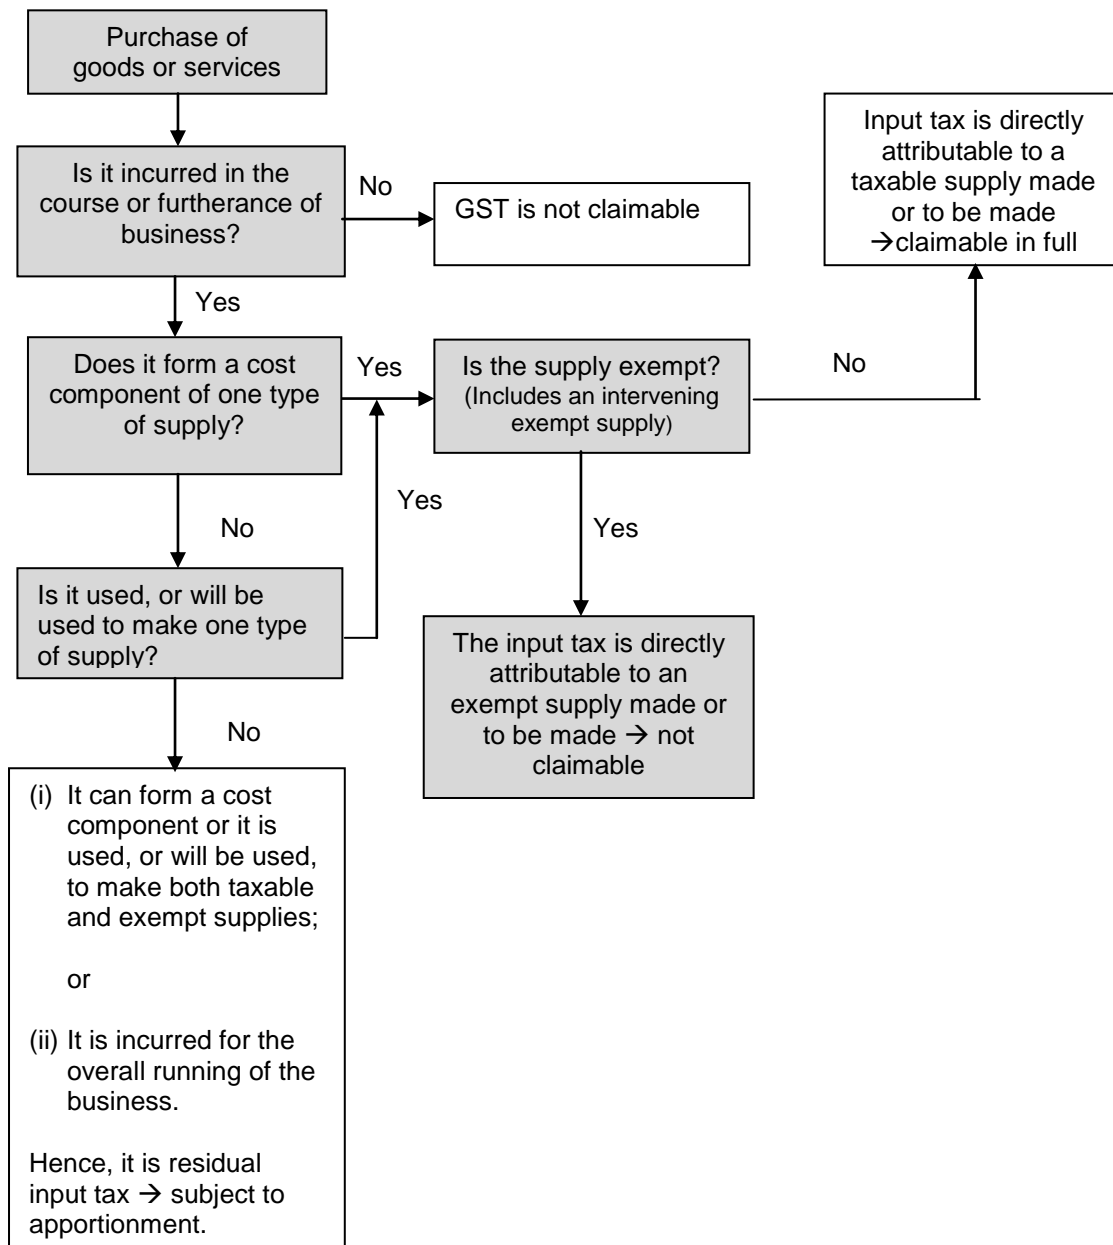 Purchase of
goods or services
Is it incurred in the
course or furtherance of
business?
No
GST is not claimable
Input tax is directly
attributable to a
taxable supply made
or to be made
→claimable in full
Yes
Does it form a cost
component of one type
of supply?
Yes
Is the supply exempt?
(Includes an intervening
exempt supply)
No
Yes
No
Yes
Is it used, or will be
used to make one type
of supply?
The input tax is directly
attributable to an
exempt supply made or
to be made → not
claimable
No
(i) It can form a cost
component or it is
used, or will be used,
to make both taxable
and exempt supplies;
or
(ii) It is incurred for the
overall running of the
business.
Hence, it is residual
input tax → subject to
apportionment.